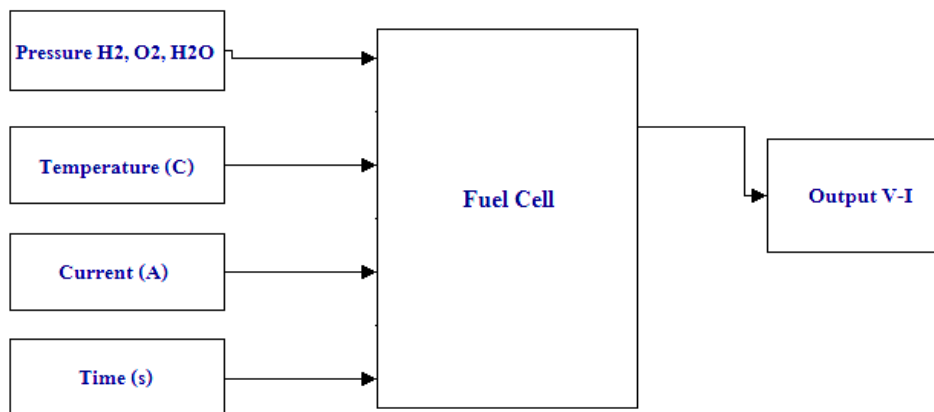 Pressure H2, O2, H2O
Temperature (C)
Current (A)
Time (s)
Fuel Cell
Output V-I